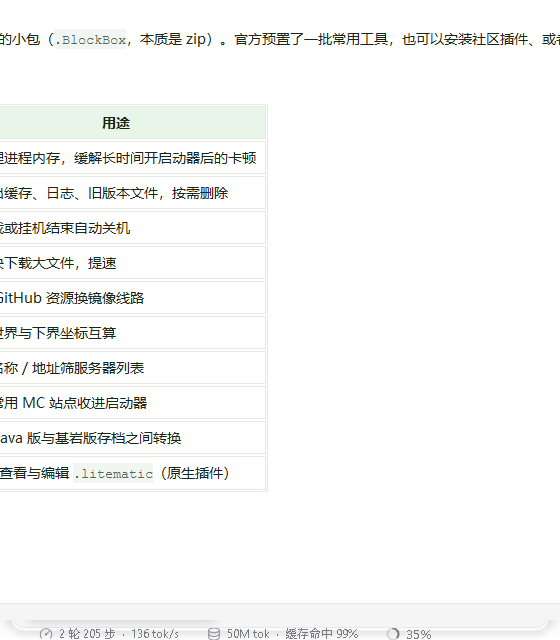 的小包（.BlockBox，本质是 zip）。官方预置了一批常用工具，也可以安装社区插件、或
用途
进程内存，缓解长时间开启动器后的卡顿
缓存、日志、旧版本文件，按需删除
或挂机结束自动关机
下载大文件，提速
GitHub 资源换镜像线路
世界与下界坐标互算
名称 / 地址筛服务器列表
常用 MC 站点收进启动器
ava 版与基岩版存档之间转换
查看与编辑 .litematic（原生插件）
2 轮 205 步 · 136 tok/s 50M tok · 缓存命中 99% 35%